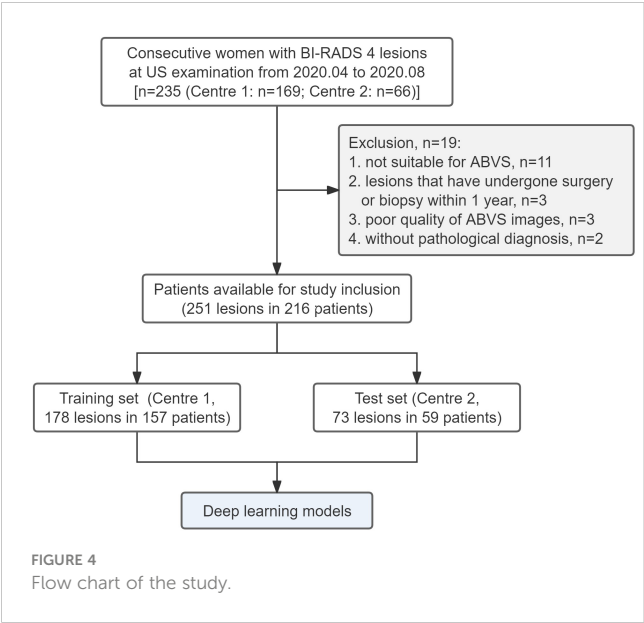 Consecutive women with BI-RADS 4 lesions
at US examination from 2020.04 to 2020.08
[n=235 (Centre 1: n=169; Centre 2: n=66)]
Exclusion, n=19:
1. not suitable for ABVS, n=11
2. lesions that have undergone surgery
or biopsy within 1 year, n=3
3. poor quality of ABVS images, n=3
4. without pathological diagnosis, n=2
Patients available for study inclusion
(251 lesions in 216 patients)
Training set (Centre 1,
178 lesions in 157 patients)
Test set (Centre 2,
73 lesions in 59 patients)
Deep learning models
FIGURE 4
Flow chart of the study.